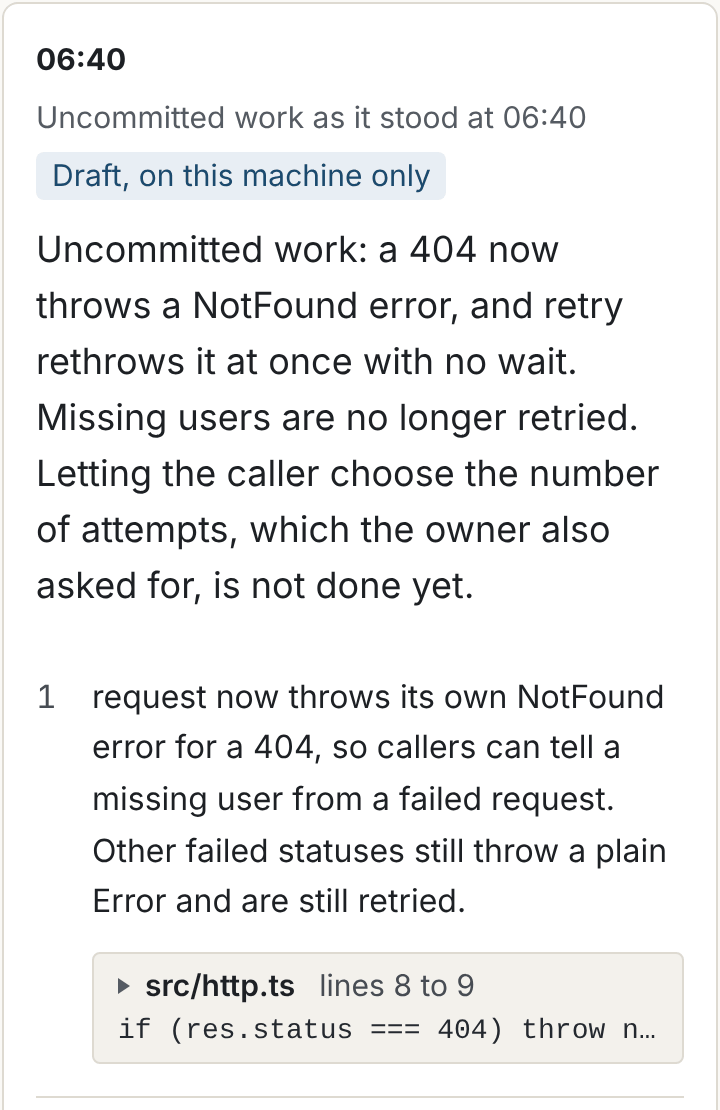 06:40
Uncommitted work as it stood at 06:40
Draft, on this machine only
Uncommitted work: a 404 now
throws a NotFound error, and retry
rethrows it at once with no wait.
Missing users are no longer retried.
Letting the caller choose the number
of attempts, which the owner also
asked for, is not done yet.
1 request now throws its own NotFound
error for a 404, so callers can tell a
missing user from a failed request.
Other failed statuses still throw a plain
Error and are still retried.
src/http.ts lines 8 to 9
if (res.status === 404) throw n…